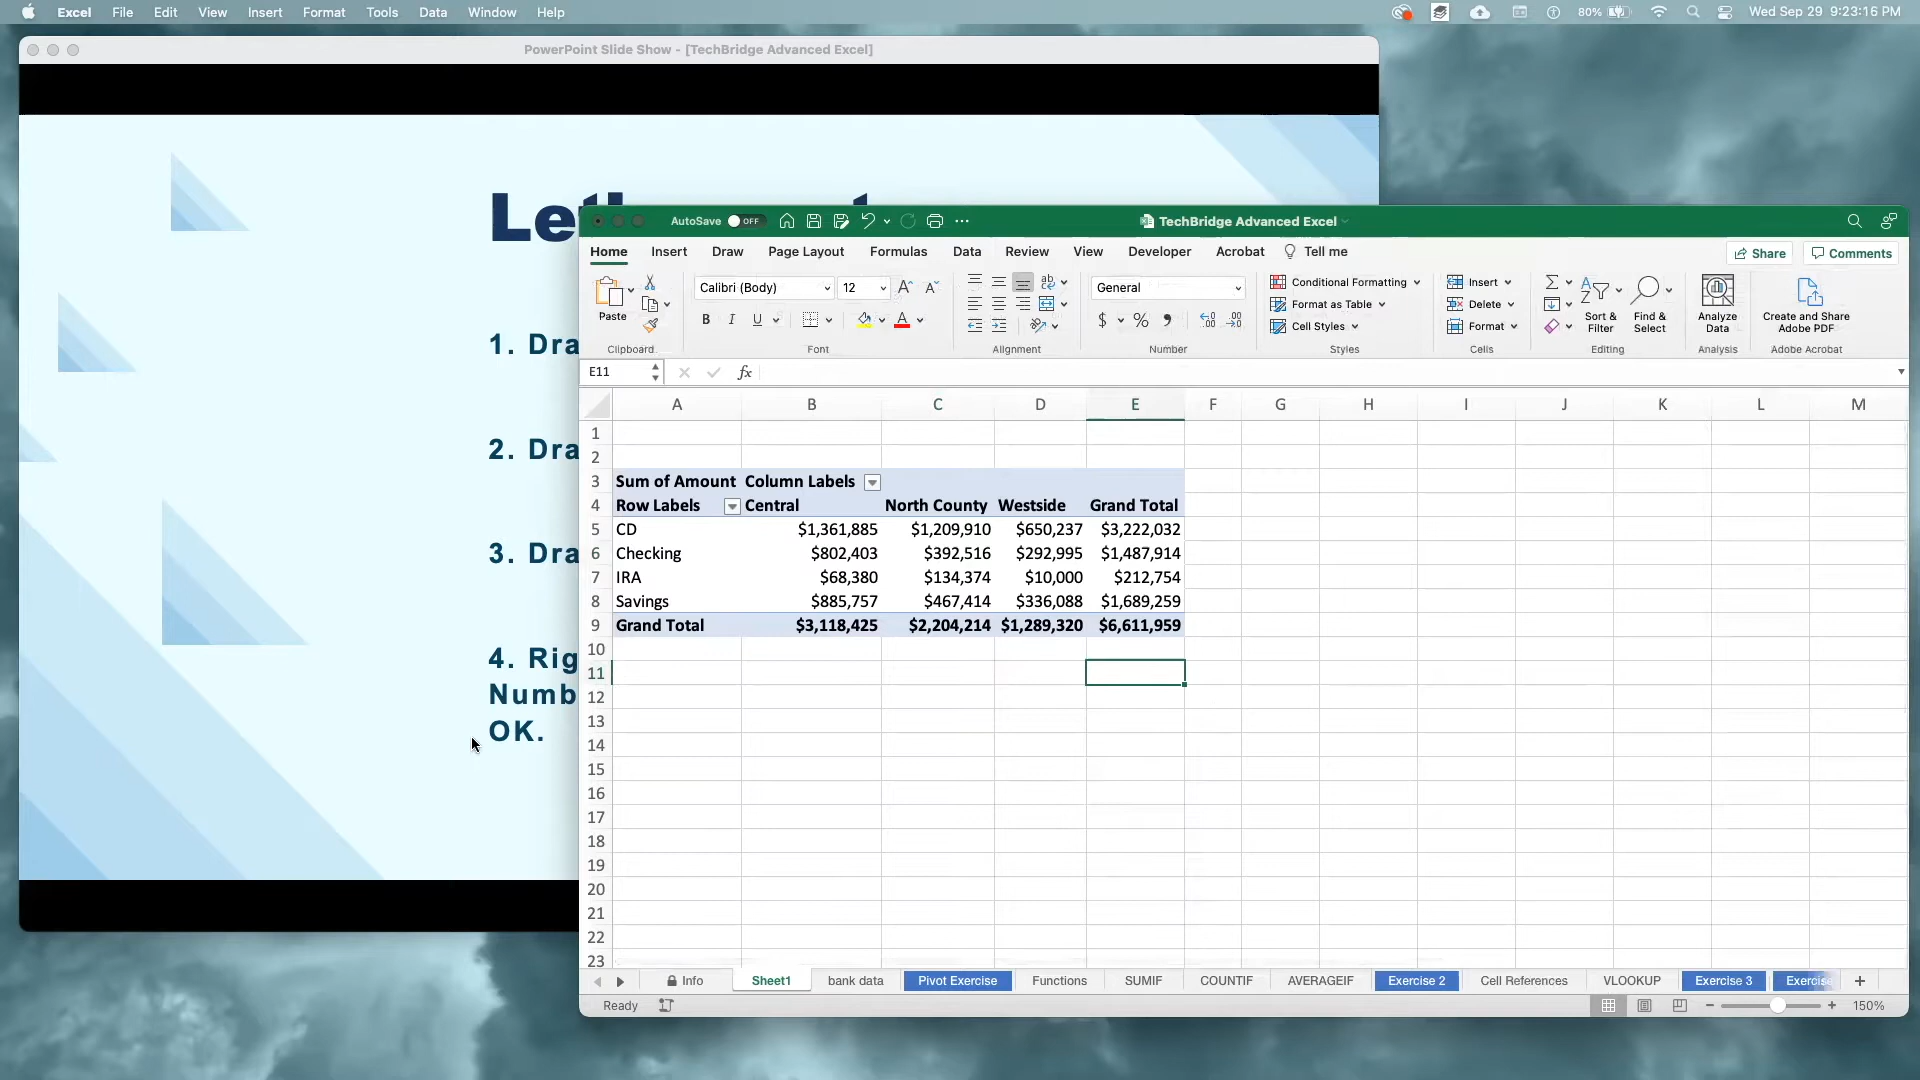 Excel File Edit View Insert Format Tools Data Window Help 80% Wed Sep 29 9:23:16 PM
PowerPoint Slide Show - [TechBridge Advanced Excel]
1. Dra
2. Dra
3. Dra
4. Rig
Numb
OK.
AutoSave OFF TechBridge Advanced Excel
Home Insert Draw Page Layout Formulas Data Review View Developer Acrobat Tell me Share Comments
Paste Calibri (Body) 12 General Conditional Formatting Insert
Format as Table Delete Sort & Filter Find & Select Analyze Data Create and Share Adobe PDF
B I U A $ % Cell Styles Format
Clipboard Font Alignment Number Styles Cells Editing Analysis Adobe Acrobat
E11 fx
A B C D E F G H I J K L M
1
2
3 Sum of Amount Column Labels
4 Row Labels Central North County Westside Grand Total
5 CD $1,361,885 $1,209,910 $650,237 $3,222,032
6 Checking $802,403 $392,516 $292,995 $1,487,914
7 IRA $68,380 $134,374 $10,000 $212,754
8 Savings $885,757 $467,414 $336,088 $1,689,259
9 Grand Total $3,118,425 $2,204,214 $1,289,320 $6,611,959
10
11
12
13
14
15
16
17
18
19
20
21
22
23
Info Sheet1 bank data Pivot Exercise Functions SUMIF COUNTIF AVERAGEIF Exercise 2 Cell References VLOOKUP Exercise 3 Exercise
Ready 150%